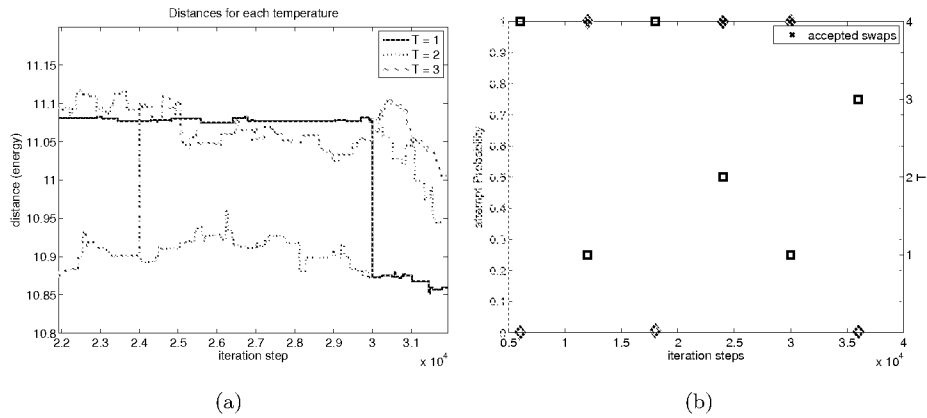 Distances for each temperature
T = 1
T = 2
T = 3
distance (energy)
11.15
11.1
11.05
11
10.95
10.9
10.85
10.8
2.2 2.3 2.4 2.5 2.6 2.7 2.8 2.9 3 3.1
iteration step
x 10^4
(a)
accepted swaps
attempt Probability
1
0.9
0.8
0.7
0.6
0.5
0.4
0.3
0.2
0.1
0
0.5 1 1.5 2 2.5 3 3.5 4
iteration steps
x 10^4
4
3
2
1
T
(b)